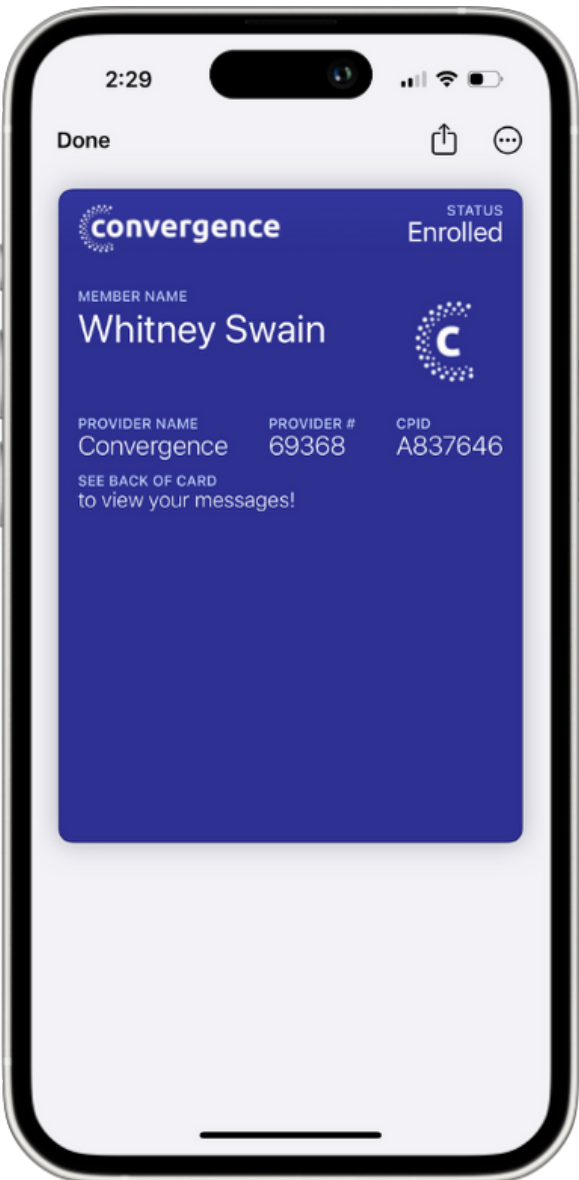 2:29
Done
convergence
STATUS
Enrolled
MEMBER NAME
Whitney Swain
C
PROVIDER NAME PROVIDER # CPID
Convergence 69368 A837646
SEE BACK OF CARD
to view your messages!